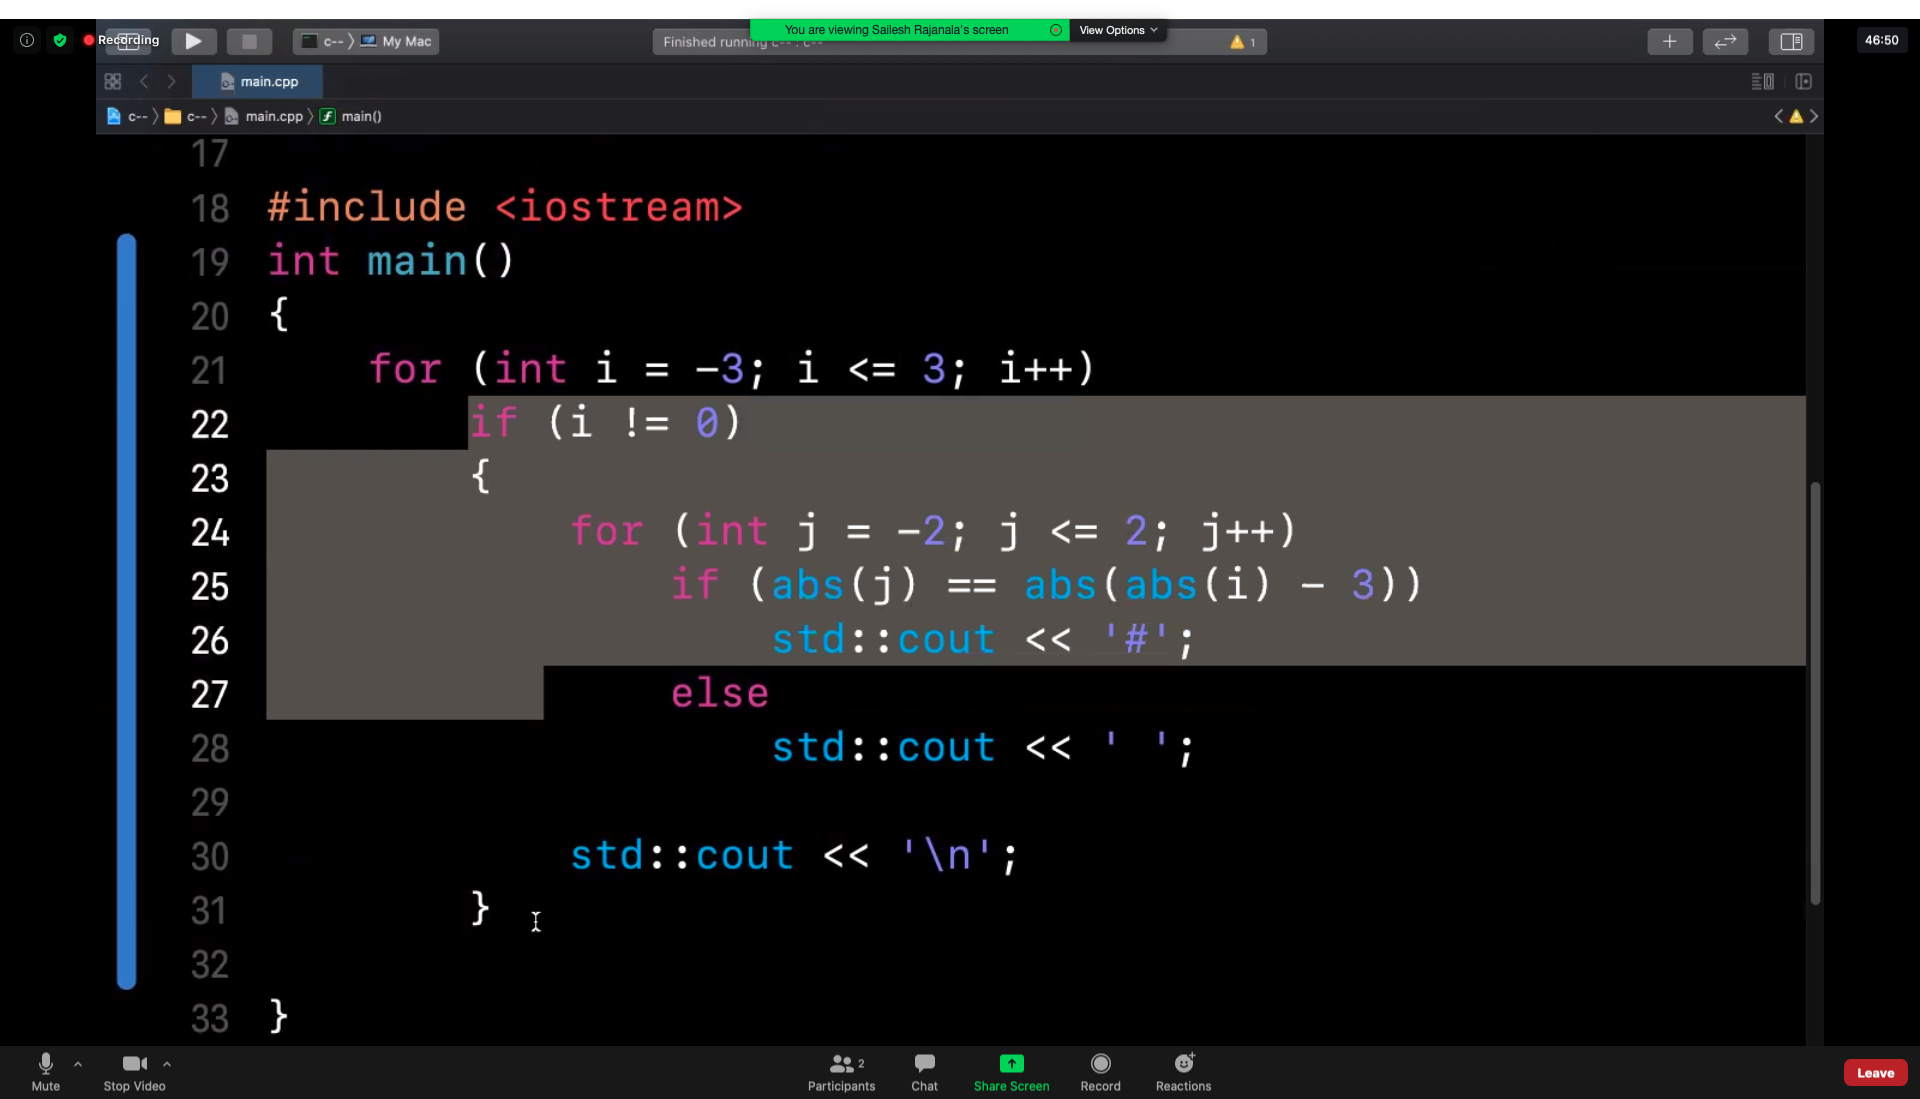 Recording
c-- 〉 My Mac
Finished running c-- : c--
You are viewing Sailesh Rajanala's screen
View Options
1
46:50
main.cpp
c-- 〉 c-- 〉 main.cpp 〉 main()
17
18 #include <iostream>
19 int main()
20 {
21 for (int i = -3; i <= 3; i++)
22 if (i != 0)
23 {
24 for (int j = -2; j <= 2; j++)
25 if (abs(j) == abs(abs(i) - 3))
26 std::cout << '#';
27 else
28 std::cout << ' ';
29
30 std::cout << '\n';
31 }
32
33 }
Mute
Stop Video
2
Participants
Chat
Share Screen
Record
Reactions
Leave